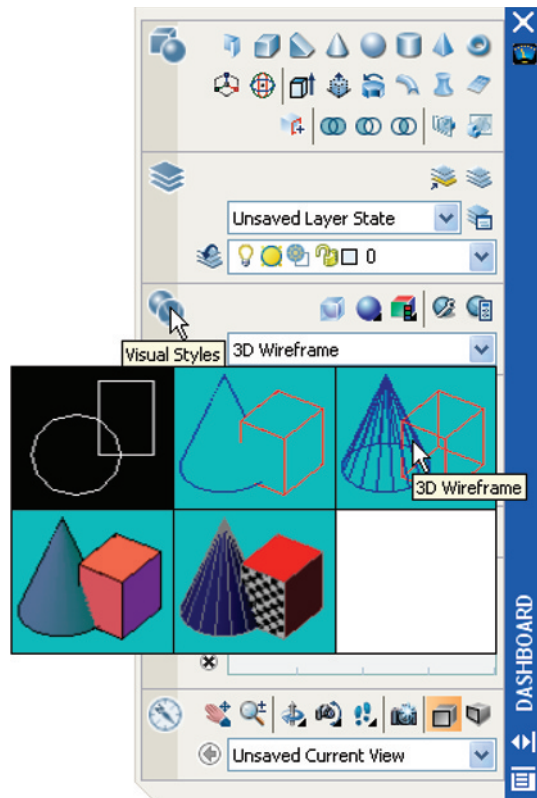 Unsaved Layer State
0
Visual Styles
3D Wireframe
3D Wireframe
DASHBOARD
Unsaved Current View